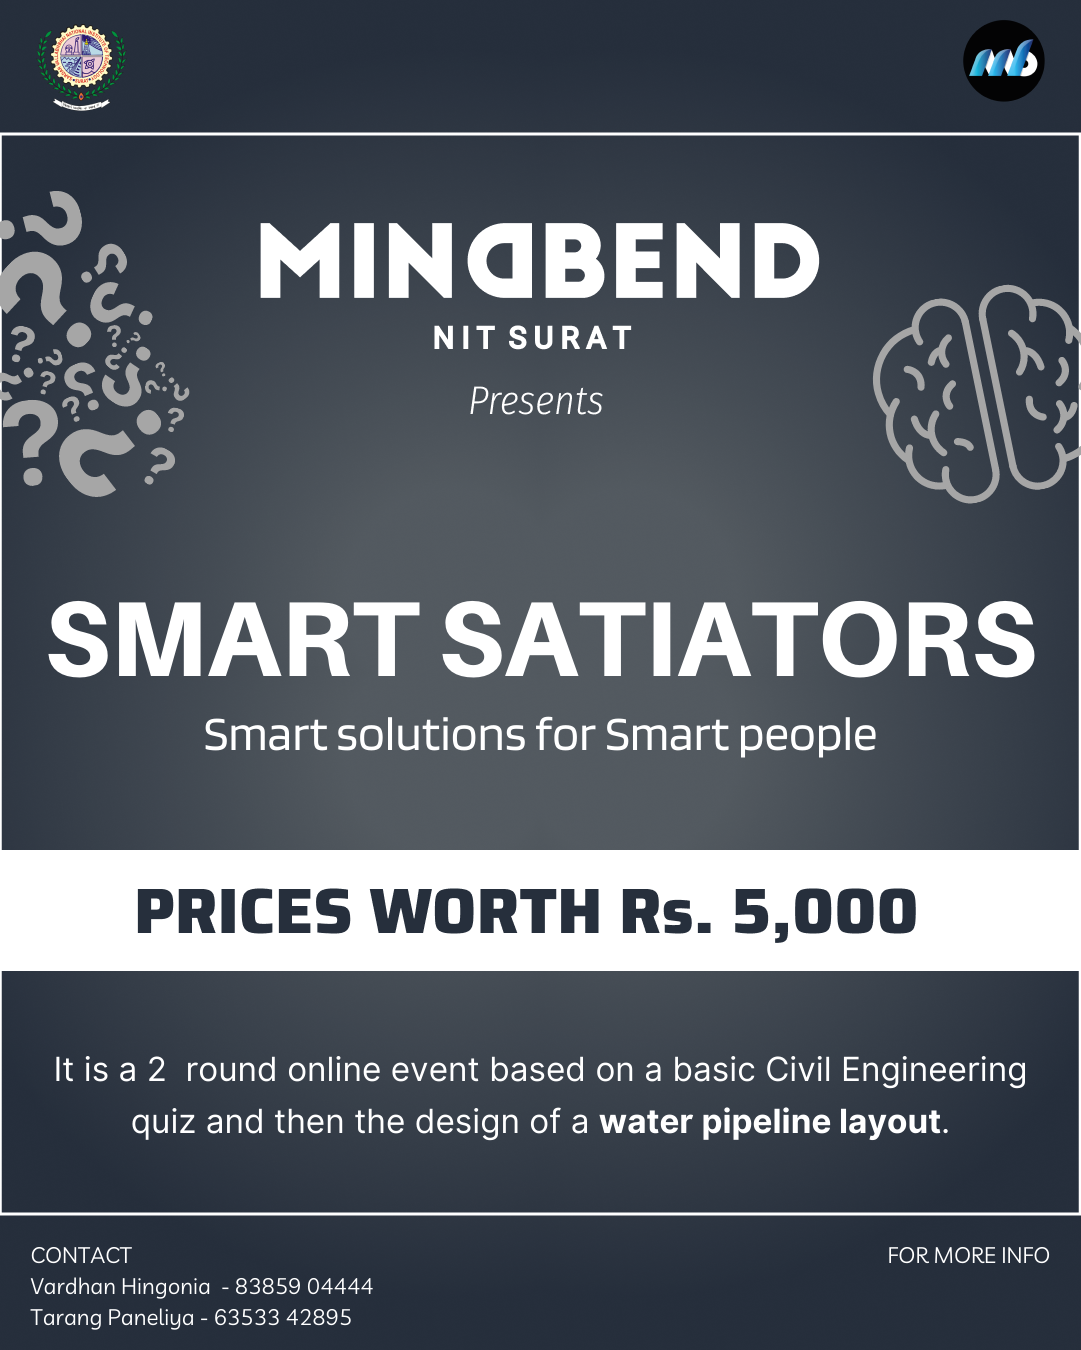 MINDBEND
NIT SURAT
Presents
SMART SATIATORS
Smart solutions for Smart people
PRICES WORTH Rs. 5,000
It is a 2 round online event based on a basic Civil Engineering
quiz and then the design of a water pipeline layout.
CONTACT
Vardhan Hingonia - 83859 04444
Tarang Paneliya - 63533 42895
FOR MORE INFO